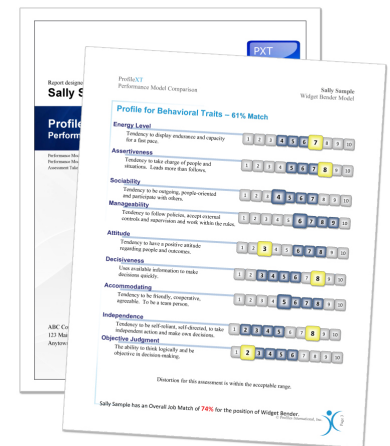 PXT
Report designe
Sally S
Profile
Perform
Performance Mo
Performance Mo
Assessment Take
ABC Co
123 Mai
Anytow
ProfileXT
Performance Model Comparison
Sally Sample
Widget Bender Model
Profile for Behavioral Traits – 61% Match
Energy Level
Tendency to display endurance and capacity
for a fast pace.
1 2 3 4 5 6 7 8 9 10
Assertiveness
Tendency to take charge of people and
situations. Leads more than follows.
1 2 3 4 5 6 7 8 9 10
Sociability
Tendency to be outgoing, people-oriented
and participate with others.
1 2 3 4 5 6 7 8 9 10
Manageability
Tendency to follow policies, accept external
controls and supervision and work within the rules.
1 2 3 4 5 6 7 8 9 10
Attitude
Tendency to have a positive attitude
regarding people and outcomes.
1 2 3 4 5 6 7 8 9 10
Decisiveness
Uses available information to make
decisions quickly.
1 2 3 4 5 6 7 8 9 10
Accommodating
Tendency to be friendly, cooperative,
agreeable. To be a team person.
1 2 3 4 5 6 7 8 9 10
Independence
Tendency to be self-reliant, self-directed, to take
independent action and make own decisions.
1 2 3 4 5 6 7 8 9 10
Objective Judgment
The ability to think logically and be
objective in decision-making.
1 2 3 4 5 6 7 8 9 10
Distortion for this assessment is within the acceptable range.
Sally Sample has an Overall Job Match of 74% for the position of Widget Bender.
International, Inc.